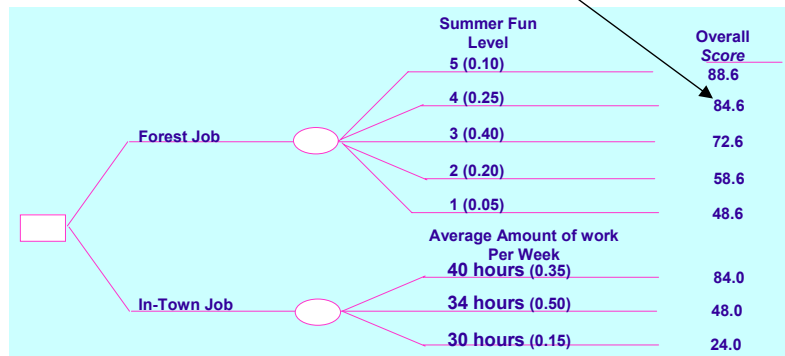 Summer Fun
Level
Overall
Score
5 (0.10)
88.6
4 (0.25)
84.6
Forest Job
3 (0.40)
72.6
2 (0.20)
58.6
1 (0.05)
48.6
Average Amount of work
Per Week
40 hours (0.35)
84.0
In-Town Job
34 hours (0.50)
48.0
30 hours (0.15)
24.0